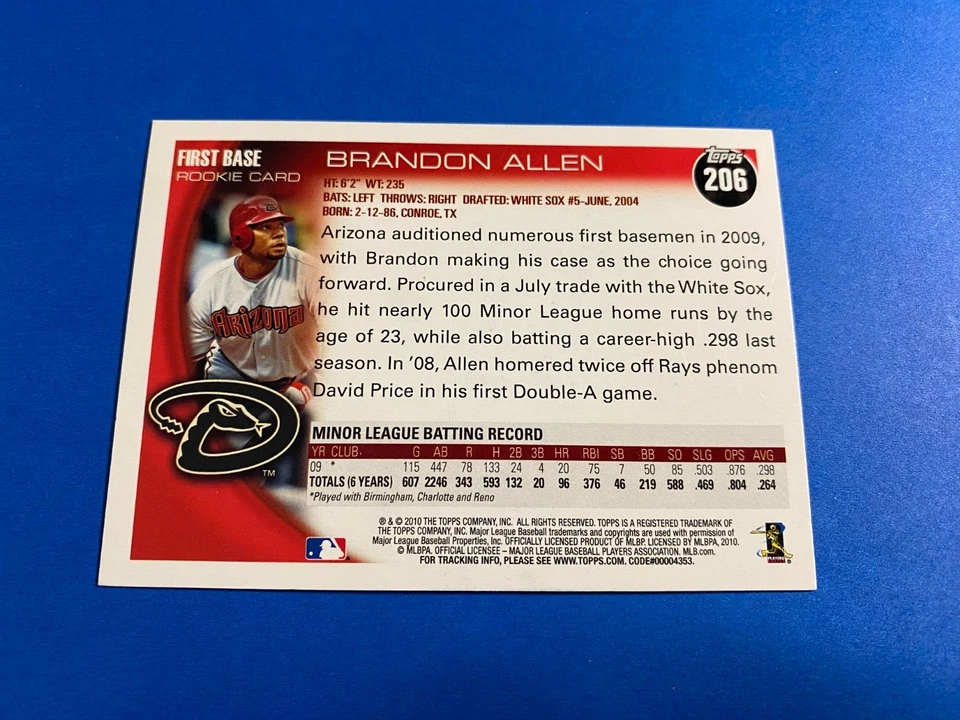 FIRST BASE
ROOKIE CARD
BRANDON ALLEN
Topps
206
HT: 6'2" WT: 235
BATS: LEFT THROWS: RIGHT DRAFTED: WHITE SOX #5-JUNE, 2004
BORN: 2-12-86, CONROE, TX
Arizona auditioned numerous first basemen in 2009,
with Brandon making his case as the choice going
forward. Procured in a July trade with the White Sox,
he hit nearly 100 Minor League home runs by the
age of 23, while also batting a career-high .298 last
season. In '08, Allen homered twice off Rays phenom
David Price in his first Double-A game.
ARIZONA
D
TM
MINOR LEAGUE BATTING RECORD
YR CLUB. G AB R H 2B 3B HR RBI SB BB SO SLG OPS AVG
09 * 115 447 78 133 24 4 20 75 7 50 85 .503 .876 .298
TOTALS (6 YEARS) 607 2246 343 593 132 20 96 376 46 219 588 .469 .804 .264
*Played with Birmingham, Charlotte and Reno
® & © 2010 THE TOPPS COMPANY, INC. ALL RIGHTS RESERVED. TOPPS IS A REGISTERED TRADEMARK OF
THE TOPPS COMPANY, INC. Major League Baseball trademarks and copyrights are used with permission of
Major League Baseball Properties, Inc. OFFICIALLY LICENSED PRODUCT OF MLBP. LICENSED BY MLBPA, 2010.
© MLBPA. OFFICIAL LICENSEE – MAJOR LEAGUE BASEBALL PLAYERS ASSOCIATION. MLB.com.
FOR TRACKING INFO, PLEASE SEE WWW.TOPPS.COM. CODE#00004353.